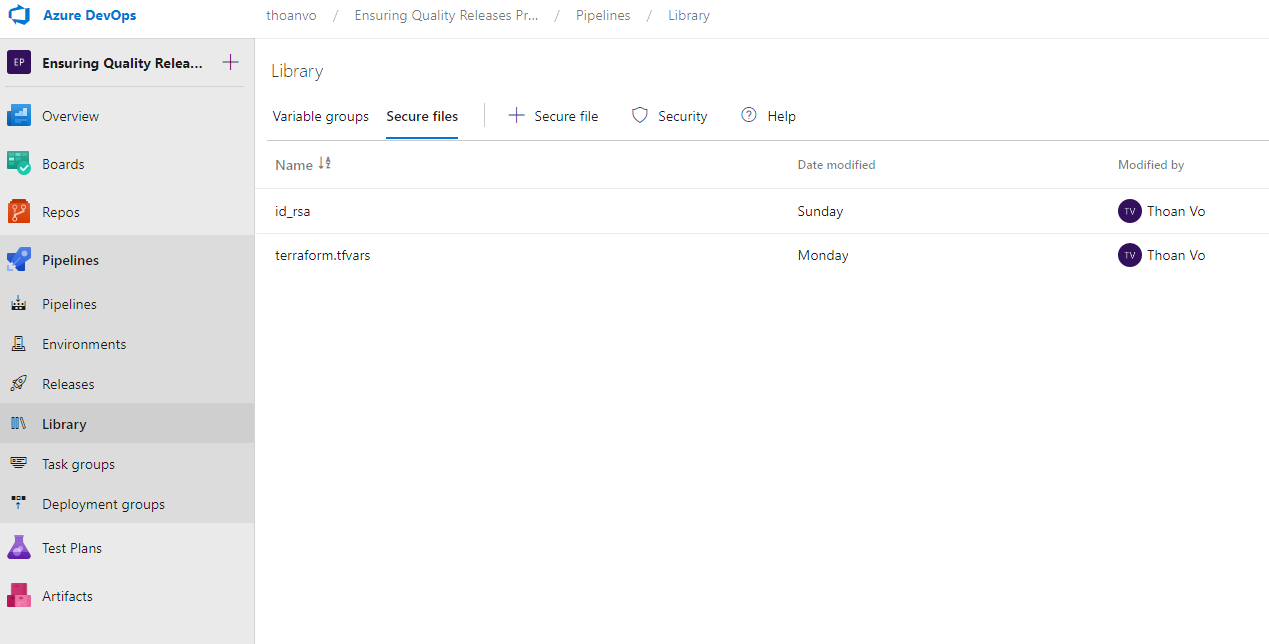 Azure DevOps
thoanvo / Ensuring Quality Releases Pr... / Pipelines / Library
EP Ensuring Quality Relea...
Overview
Boards
Repos
Pipelines
Pipelines
Environments
Releases
Library
Task groups
Deployment groups
Test Plans
Artifacts
Library
Variable groups Secure files Secure file Security Help
Name Date modified Modified by
id_rsa Sunday TV Thoan Vo
terraform.tfvars Monday TV Thoan Vo